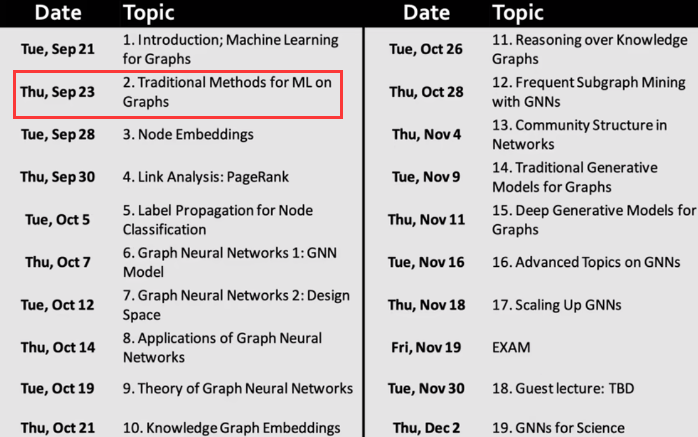 Date Topic
Tue, Sep 21 1. Introduction; Machine Learning
for Graphs
Thu, Sep 23 2. Traditional Methods for ML on
Graphs
Tue, Sep 28 3. Node Embeddings
Thu, Sep 30 4. Link Analysis: PageRank
Tue, Oct 5 5. Label Propagation for Node
Classification
Thu, Oct 7 6. Graph Neural Networks 1: GNN
Model
Tue, Oct 12 7. Graph Neural Networks 2: Design
Space
Thu, Oct 14 8. Applications of Graph Neural
Networks
Tue, Oct 19 9. Theory of Graph Neural Networks
Thu, Oct 21 10. Knowledge Graph Embeddings
Date Topic
Tue, Oct 26 11. Reasoning over Knowledge
Graphs
Thu, Oct 28 12. Frequent Subgraph Mining
with GNNs
Thu, Nov 4 13. Community Structure in
Networks
Tue, Nov 9 14. Traditional Generative
Models for Graphs
Thu, Nov 11 15. Deep Generative Models for
Graphs
Tue, Nov 16 16. Advanced Topics on GNNs
Thu, Nov 18 17. Scaling Up GNNs
Fri, Nov 19 EXAM
Tue, Nov 30 18. Guest lecture: TBD
Thu, Dec 2 19. GNNs for Science